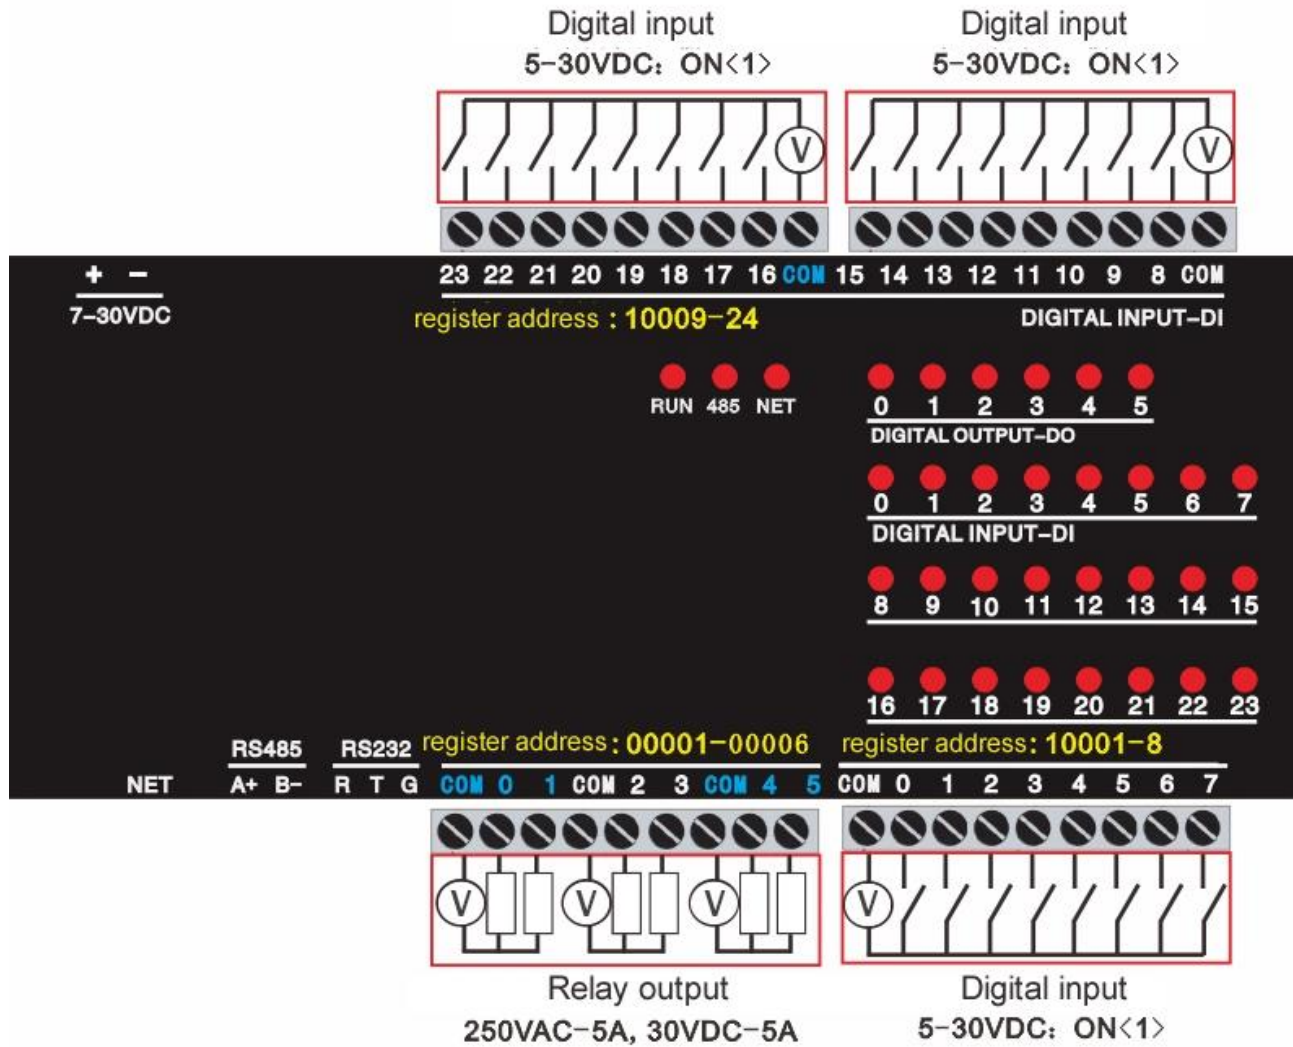 Digital input Digital input
5-30VDC: ON<1> 5-30VDC: ON<1>
V V
+ - 23 22 21 20 19 18 17 16 COM 15 14 13 12 11 10 9 8 COM
7-30VDC register address : 10009-24 DIGITAL INPUT-DI
RUN 485 NET 0 1 2 3 4 5
DIGITAL OUTPUT-DO
0 1 2 3 4 5 6 7
DIGITAL INPUT-DI
8 9 10 11 12 13 14 15
16 17 18 19 20 21 22 23
RS485 RS232 register address : 00001-00006 register address : 10001-8
NET A+ B- R T G COM 0 1 COM 2 3 COM 4 5 COM 0 1 2 3 4 5 6 7
V V V V
Relay output Digital input
250VAC-5A, 30VDC-5A 5-30VDC: ON<1>